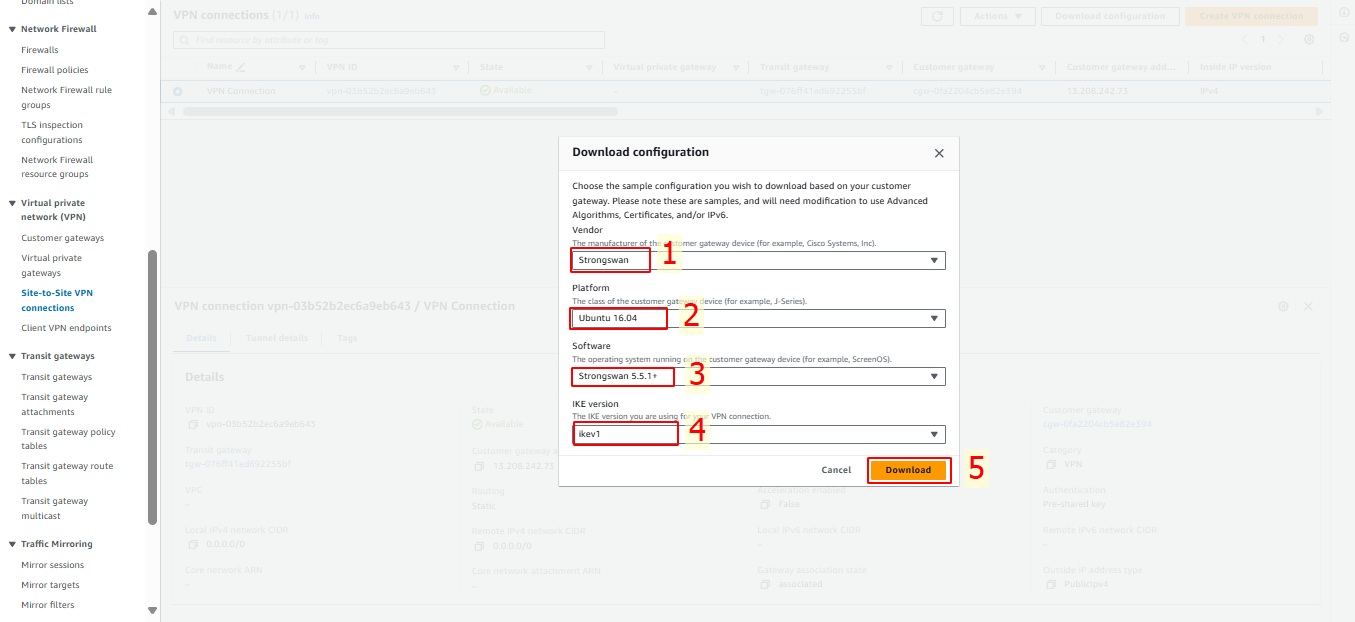 Domain lists
Network Firewall
Firewalls
Firewall policies
Network Firewall rule
groups
TLS inspection
configurations
Network Firewall
resource groups
Virtual private
network (VPN)
Customer gateways
Virtual private
gateways
Site-to-Site VPN
connections
Client VPN endpoints
Transit gateways
Transit gateways
Transit gateway
attachments
Transit gateway policy
tables
Transit gateway route
tables
Transit gateway
multicast
Traffic Mirroring
Mirror sessions
Mirror targets
Mirror filters
VPN connections (1/1) Info
Actions
Download configuration
Create VPN connection
Find resource by attribute or tag
1
Name
VPN ID
State
Virtual private gateway
Transit gateway
Customer gateway
Customer gateway add...
Inside IP version
VPN Connection
vpn-03b52b2ec6a9eb643
Available
–
tgw-076ff41ed692255bf
cgw-0fa2204cb5a82e394
13.208.242.73
IPv4
Download configuration
Choose the sample configuration you wish to download based on your customer
gateway. Please note these are samples, and will need modification to use Advanced
Algorithms, Certificates, and/or IPv6.
Vendor
The manufacturer of the customer gateway device (for example, Cisco Systems, Inc).
Strongswan
1
Platform
The class of the customer gateway device (for example, J-Series).
Ubuntu 16.04
2
Software
The operating system running on the customer gateway device (for example, ScreenOS).
Strongswan 5.5.1+
3
IKE version
The IKE version you are using for your VPN connection.
ikev1
4
Cancel
Download
5
VPN connection vpn-03b52b2ec6a9eb643 / VPN Connection
Details
Tunnel details
Tags
Details
VPN ID
vpn-03b52b2ec6a9eb643
Transit gateway
tgw-076ff41ed692255bf
VPC
–
Local IPv4 network CIDR
0.0.0.0/0
Core network ARN
–
State
Available
Customer gateway a
13.208.242.73
Routing
Static
Remote IPv4 network CIDR
0.0.0.0/0
Core network attachment ARN
–
Acceleration enabled
False
Local IPv6 network CIDR
–
Gateway association state
associated
Customer gateway
cgw-0fa2204cb5a82e394
Category
VPN
Authentication
Pre-shared key
Remote IPv6 network CIDR
–
Outside IP address type
PublicIpv4